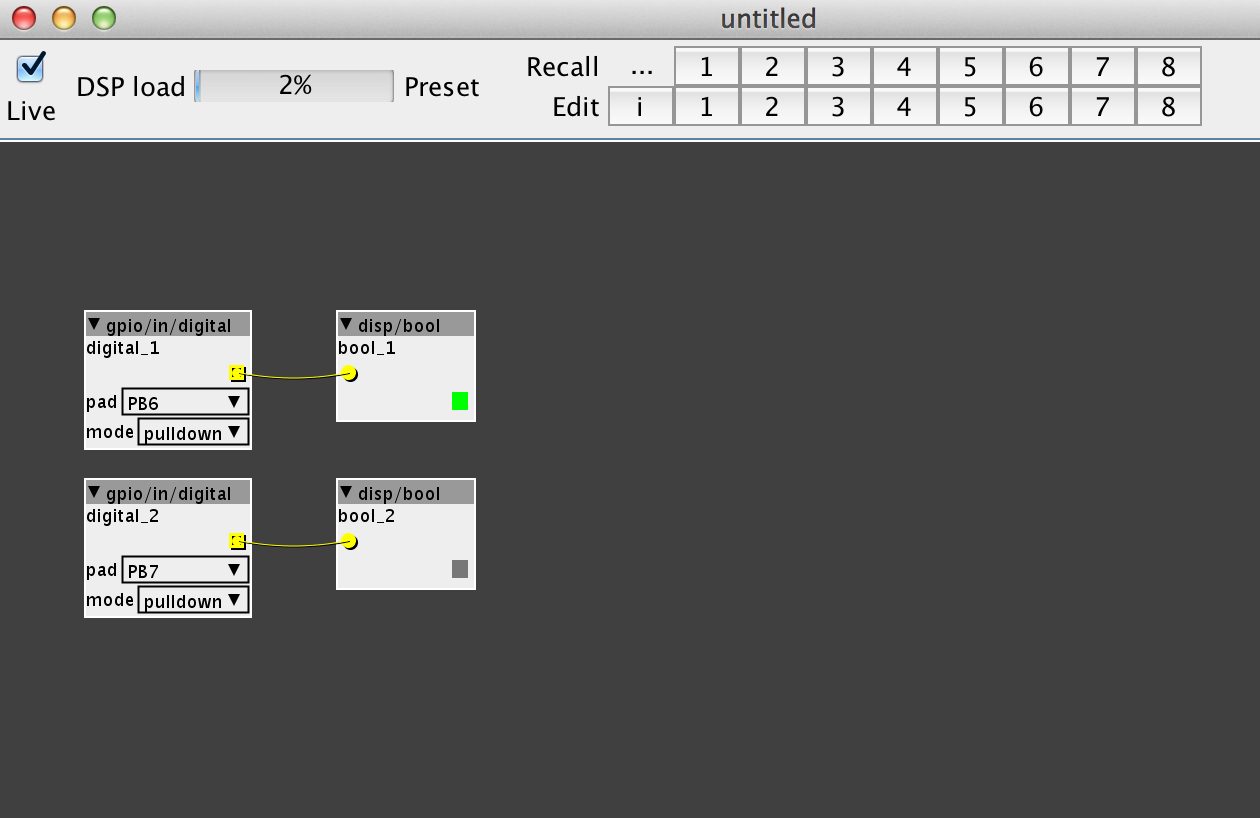 untitled
Live
DSP load 2% Preset
Recall ... 1 2 3 4 5 6 7 8
Edit i 1 2 3 4 5 6 7 8
gpio/in/digital
digital_1
pad PB6
mode pulldown
disp/bool
bool_1
gpio/in/digital
digital_2
pad PB7
mode pulldown
disp/bool
bool_2